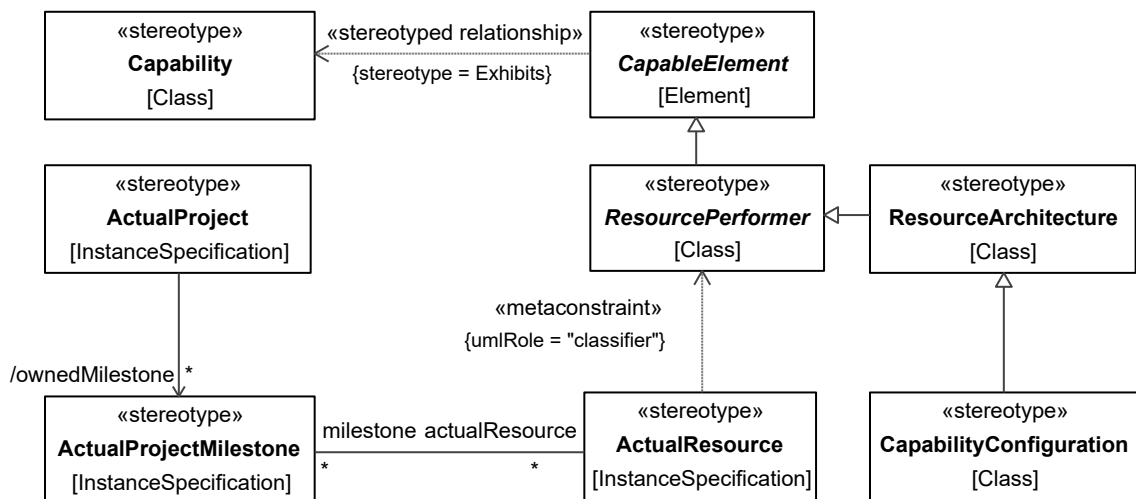 «stereotype»
Capability
[Class]
«stereotyped relationship»
{stereotype = Exhibits}
«stereotype»
CapableElement
[Element]
«stereotype»
ActualProject
[InstanceSpecification]
«stereotype»
ResourcePerformer
[Class]
«stereotype»
ResourceArchitecture
[Class]
«metaconstraint»
{umlRole = "classifier"}
/ownedMilestone *
«stereotype»
ActualProjectMilestone
[InstanceSpecification]
milestone actualResource
* *
«stereotype»
ActualResource
[InstanceSpecification]
«stereotype»
CapabilityConfiguration
[Class]